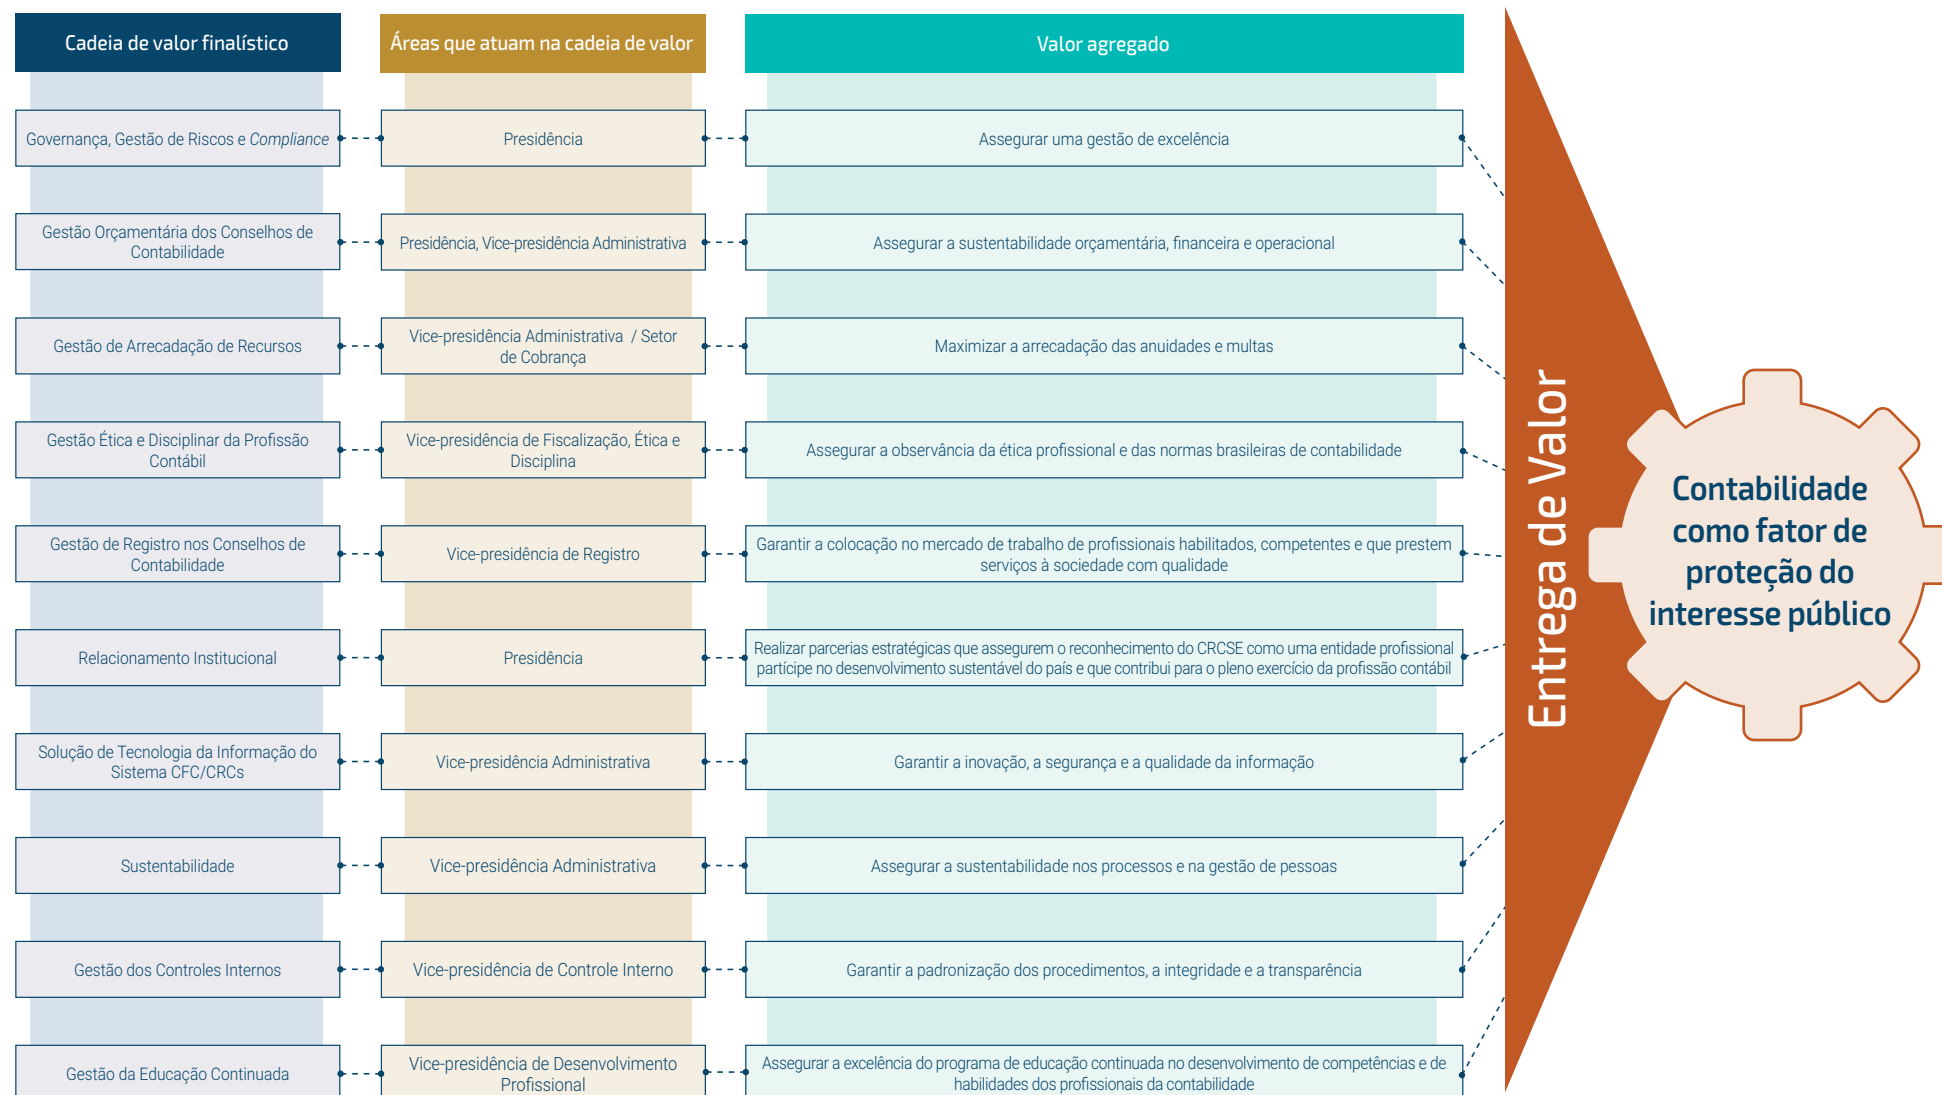 Cadeia de valor finalístico
Áreas que atuam na cadeia de valor
Valor agregado
Governança, Gestão de Riscos e Compliance
Presidência
Assegurar uma gestão de excelência
Gestão Orçamentária dos Conselhos de
Contabilidade
Presidência, Vice-presidência Administrativa
Assegurar a sustentabilidade orçamentária, financeira e operacional
Gestão de Arrecadação de Recursos
Vice-presidência Administrativa / Setor
de Cobrança
Maximizar a arrecadação das anuidades e multas
Gestão Ética e Disciplinar da Profissão
Contábil
Vice-presidência de Fiscalização, Ética e
Disciplina
Assegurar a observância da ética profissional e das normas brasileiras de contabilidade
Gestão de Registro nos Conselhos de
Contabilidade
Vice-presidência de Registro
Garantir a colocação no mercado de trabalho de profissionais habilitados, competentes e que prestem
serviços à sociedade com qualidade
Relacionamento Institucional
Presidência
Realizar parcerias estratégicas que assegurem o reconhecimento do CRCSE como uma entidade profissional
partícipe no desenvolvimento sustentável do país e que contribui para o pleno exercício da profissão contábil
Solução de Tecnologia da Informação do
Sistema CFC/CRCs
Vice-presidência Administrativa
Garantir a inovação, a segurança e a qualidade da informação
Sustentabilidade
Vice-presidência Administrativa
Assegurar a sustentabilidade nos processos e na gestão de pessoas
Gestão dos Controles Internos
Vice-presidência de Controle Interno
Garantir a padronização dos procedimentos, a integridade e a transparência
Gestão da Educação Continuada
Vice-presidência de Desenvolvimento
Profissional
Assegurar a excelência do programa de educação continuada no desenvolvimento de competências e de
habilidades dos profissionais da contabilidade
Entrega de Valor
Contabilidade
como fator de
proteção do
interesse público